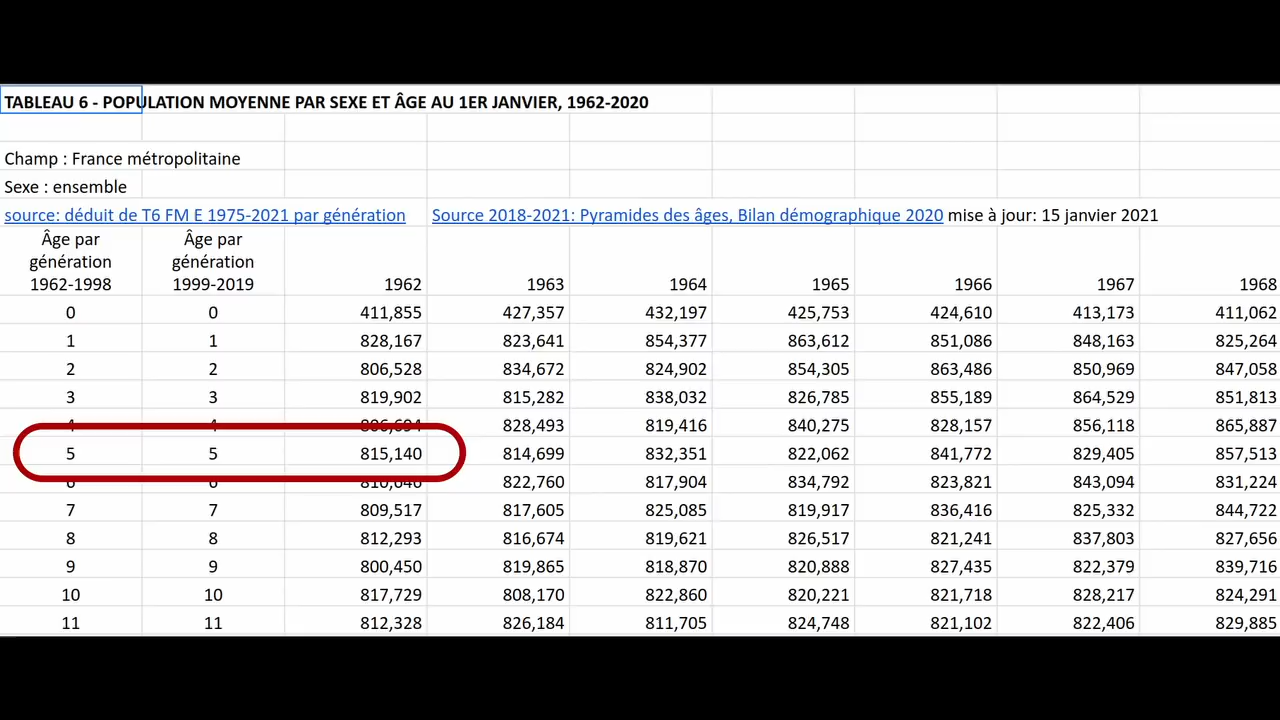 TABLEAU 6 - POPULATION MOYENNE PAR SEXE ET ÂGE AU 1ER JANVIER, 1962-2020
Champ : France métropolitaine
Sexe : ensemble
source: déduit de T6 FM E 1975-2021 par génération Source 2018-2021: Pyramides des âges, Bilan démographique 2020 mise à jour: 15 janvier 2021
Âge par génération 1962-1998 Âge par génération 1999-2019 1962 1963 1964 1965 1966 1967 1968
0 0 411,855 427,357 432,197 425,753 424,610 413,173 411,062
1 1 828,167 823,641 854,377 863,612 851,086 848,163 825,264
2 2 806,528 834,672 824,902 854,305 863,486 850,969 847,058
3 3 819,902 815,282 838,032 826,785 855,189 864,529 851,813
4 4 828,493 819,416 840,275 828,157 856,118 865,887
5 5 815,140 814,699 832,351 822,062 841,772 829,405 857,513
6 6 822,760 817,904 834,792 823,821 843,094 831,224
7 7 809,517 817,605 825,085 819,917 836,416 825,332 844,722
8 8 812,293 816,674 819,621 826,517 821,241 837,803 827,656
9 9 800,450 819,865 818,870 820,888 827,435 822,379 839,716
10 10 817,729 808,170 822,860 820,221 821,718 828,217 824,291
11 11 812,328 826,184 811,705 824,748 821,102 822,406 829,885